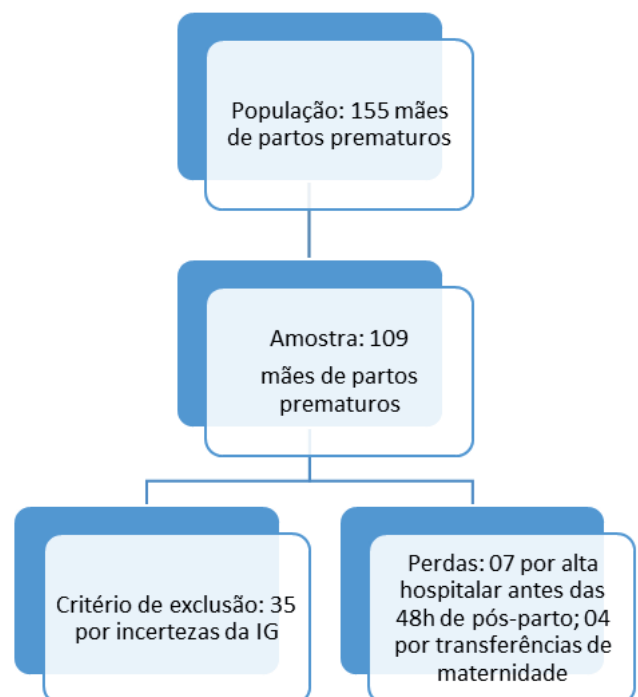 População: 155 mães
de partos prematuros
Amostra: 109
mães de partos
prematuros
Critério de exclusão: 35
por incertezas da IG
Perdas: 07 por alta
hospitalar antes das
48h de pós-parto; 04
por transferências de
maternidade